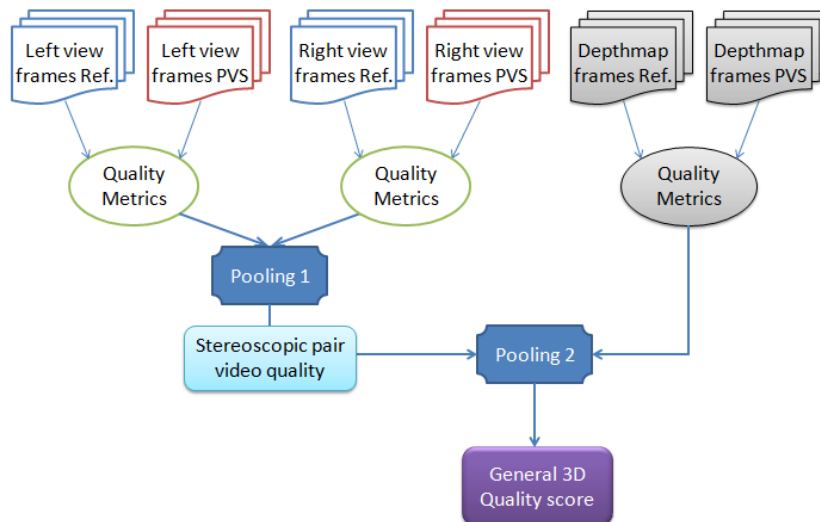 Left view
frames Ref.
Left view
frames PVS
Right view
frames Ref.
Right view
frames PVS
Depthmap
frames Ref.
Depthmap
frames PVS
Quality
Metrics
Quality
Metrics
Quality
Metrics
Pooling 1
Stereoscopic pair
video quality
Pooling 2
General 3D
Quality score